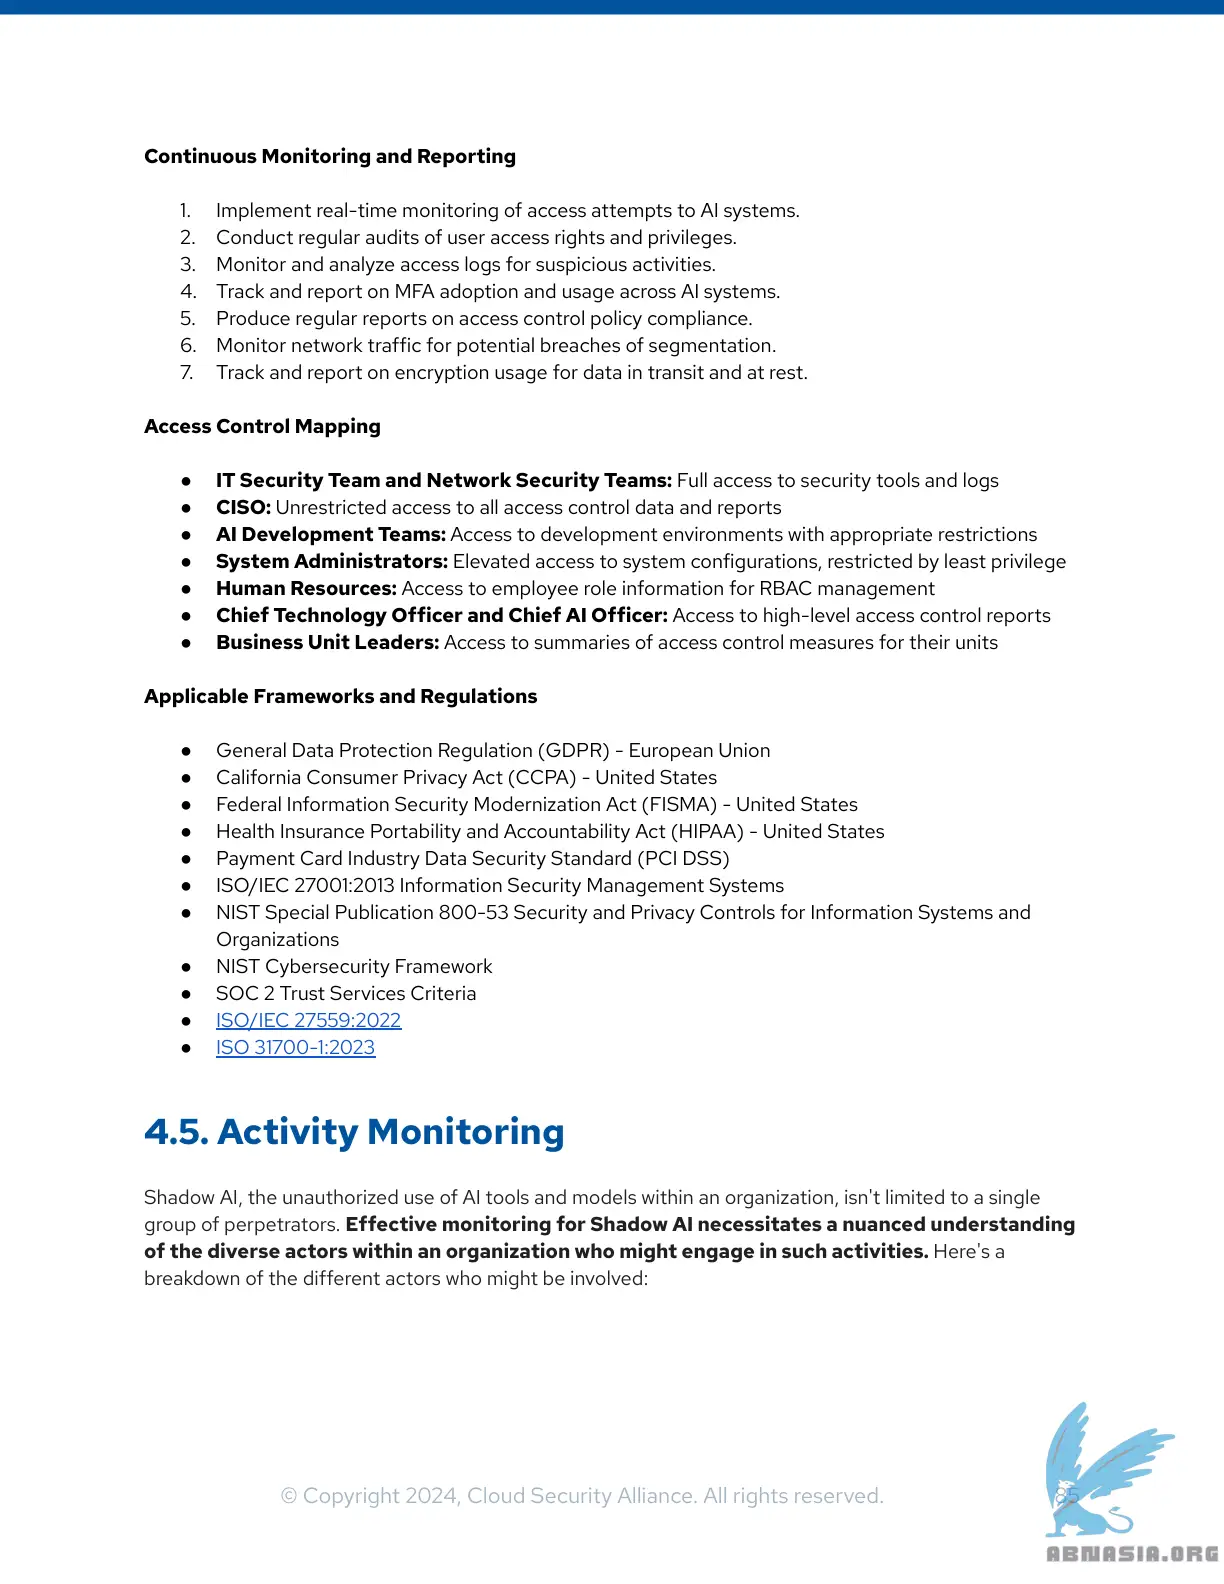 Continuous Monitoring and Reporting
1. Implement real-time monitoring of access attempts to AI systems.
2. Conduct regular audits of user access rights and privileges.
3. Monitor and analyze access logs for suspicious activities.
4. Track and report on MFA adoption and usage across AI systems.
5. Produce regular reports on access control policy compliance.
6. Monitor network traffic for potential breaches of segmentation.
7. Track and report on encryption usage for data in transit and at rest.
Access Control Mapping
● IT Security Team and Network Security Teams: Full access to security tools and logs
● CISO: Unrestricted access to all access control data and reports
● AI Development Teams: Access to development environments with appropriate restrictions
● System Administrators: Elevated access to system configurations, restricted by least privilege
● Human Resources: Access to employee role information for RBAC management
● Chief Technology Officer and Chief AI Officer: Access to high-level access control reports
● Business Unit Leaders: Access to summaries of access control measures for their units
Applicable Frameworks and Regulations
● General Data Protection Regulation (GDPR) - European Union
● California Consumer Privacy Act (CCPA) - United States
● Federal Information Security Modernization Act (FISMA) - United States
● Health Insurance Portability and Accountability Act (HIPAA) - United States
● Payment Card Industry Data Security Standard (PCI DSS)
● ISO/IEC 27001:2013 Information Security Management Systems
● NIST Special Publication 800-53 Security and Privacy Controls for Information Systems and
Organizations
● NIST Cybersecurity Framework
● SOC 2 Trust Services Criteria
● ISO/IEC 27559:2022
● ISO 31700-1:2023
4.5. Activity Monitoring
Shadow AI, the unauthorized use of AI tools and models within an organization, isn't limited to a single
group of perpetrators. Effective monitoring for Shadow AI necessitates a nuanced understanding
of the diverse actors within an organization who might engage in such activities. Here's a
breakdown of the different actors who might be involved:
© Copyright 2024, Cloud Security Alliance. All rights reserved.
85
ABNASIA.ORG